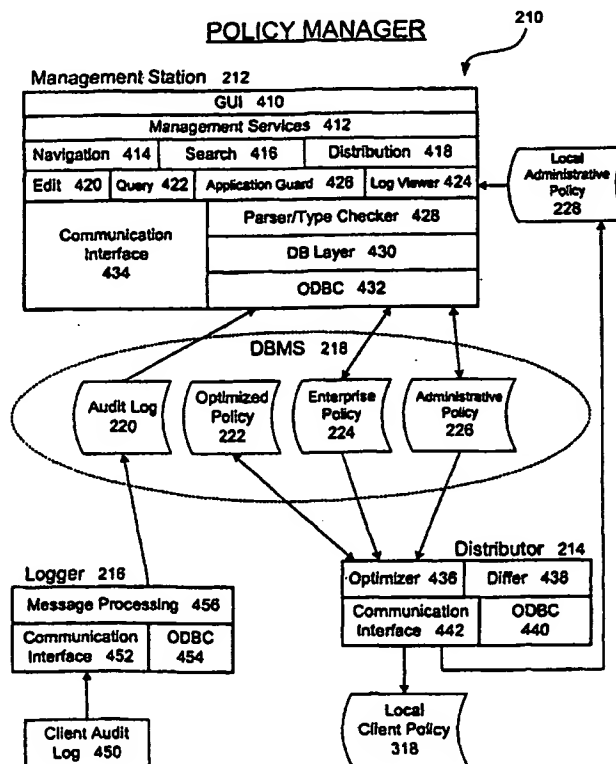 POLICY MANAGER
210
Management Station 212
GUI 410
Management Services 412
Navigation 414
Search 416
Distribution 418
Edit 420
Query 422
Application Guard 426
Log Viewer 424
Communication
Interface
434
Parser/Type Checker 428
DB Layer 430
ODBC 432
Local
Administrative
Policy
228
DBMS 218
Audit Log
220
Optimized
Policy
222
Enterprise
Policy
224
Administrative
Policy
226
Logger 216
Message Processing 456
Communication
Interface 452
ODBC
454
Client Audit
Log 450
Distributor 214
Optimizer 436
Differ 438
Communication
Interface 442
ODBC
440
Local
Client Policy
318